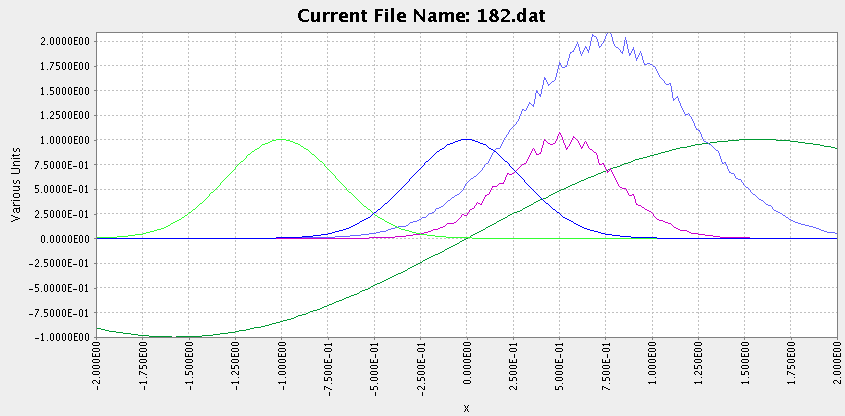 Current File Name: 182.dat
Various Units
2.0000E00
1.7500E00
1.5000E00
1.2500E00
1.0000E00
7.5000E-01
5.0000E-01
2.5000E-01
0.0000E00
-2.5000E-01
-5.0000E-01
-7.5000E-01
-1.0000E00
-2.000E00
-1.750E00
-1.500E00
-1.250E00
-1.000E00
-7.500E-01
-5.000E-01
-2.500E-01
0.000E00
2.500E-01
5.000E-01
7.500E-01
1.000E00
1.250E00
1.500E00
1.750E00
2.000E00
x